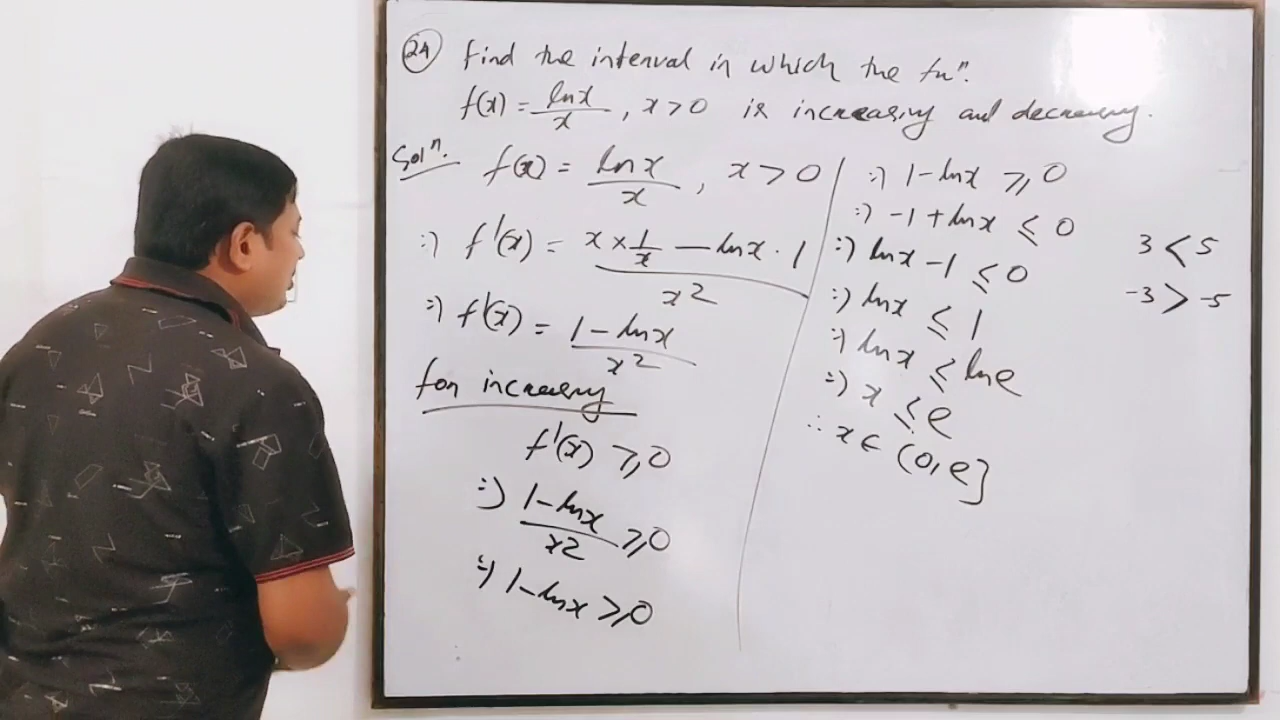 24 Find the interval in which the fnⁿ.
f(x) = lnx/x , x > 0 is increasing and decreasing.
Solⁿ. f(x) = lnx/x , x > 0
⇒ f'(x) = (x × 1/x — lnx · 1)/x²
⇒ f'(x) = (1 - lnx)/x²
for increasing
f'(x) ≥ 0
⇒ (1 - lnx)/x² ≥ 0
⇒ 1 - lnx ≥ 0
⇒ 1 - lnx ≥ 0
⇒ -1 + lnx ≤ 0
⇒ lnx - 1 ≤ 0
⇒ lnx ≤ 1
⇒ lnx ≤ lne
⇒ x ≤ e
∴ x ∈ (0, e]
3 < 5
-3 > -5